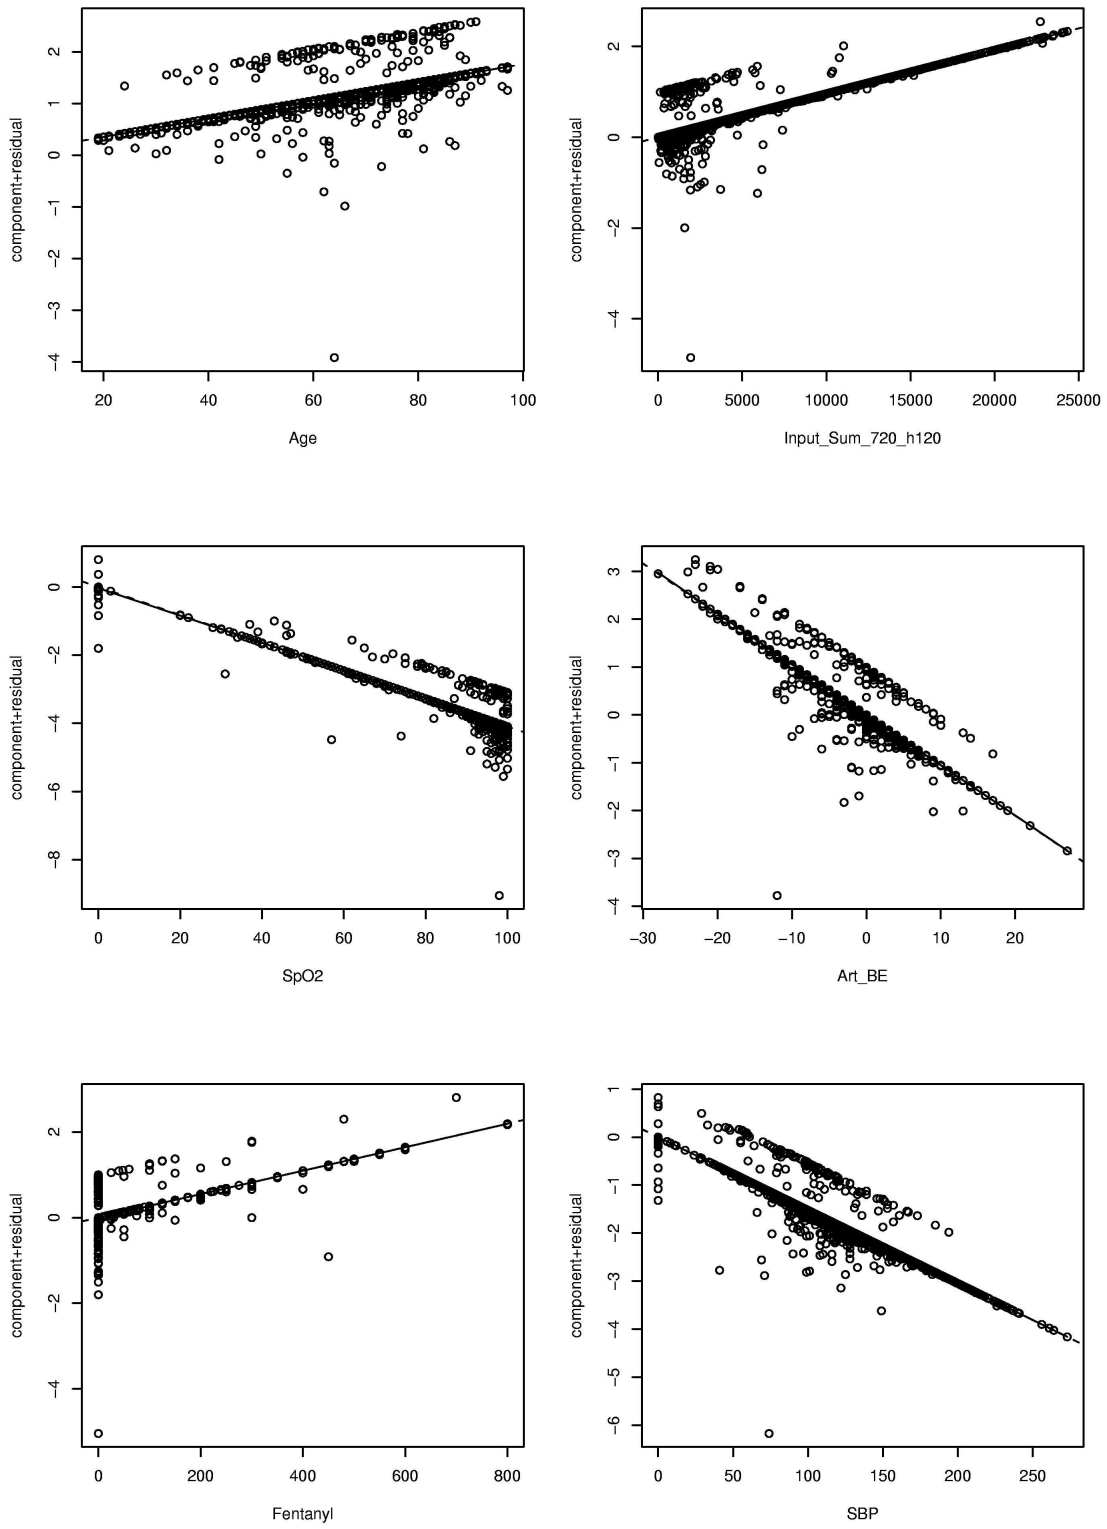 component+residual
2
1
0
−1
−2
−3
−4
20 40 60 80 100
Age
component+residual
2
0
−2
−4
0 5000 10000 15000 20000 25000
Input_Sum_720_h120
component+residual
0
−2
−4
−6
−8
0 20 40 60 80 100
SpO2
component+residual
3
2
1
0
−1
−2
−3
−4
−30 −20 −10 0 10 20
Art_BE
component+residual
2
0
−2
−4
0 200 400 600 800
Fentanyl
component+residual
1
0
−1
−2
−3
−4
−5
−6
0 50 100 150 200 250
SBP